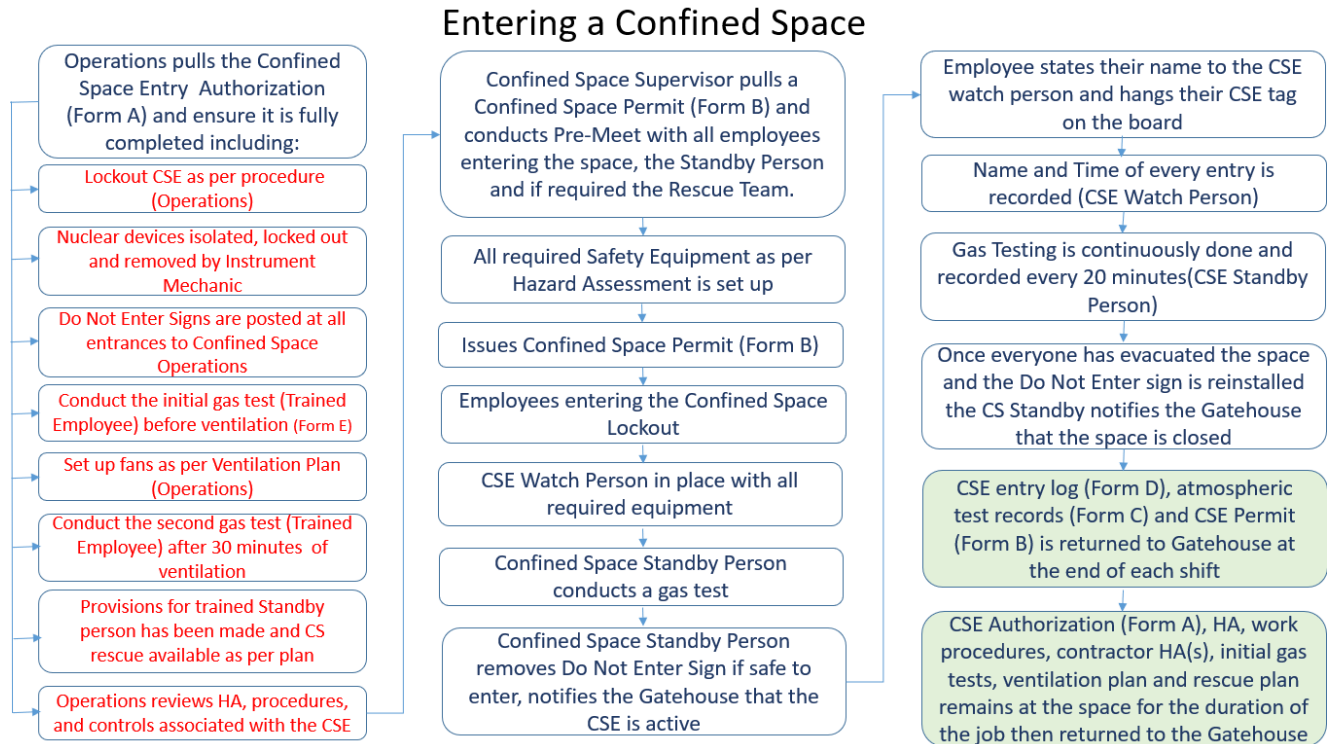 Entering a Confined Space
Operations pulls the Confined
Space Entry Authorization
(Form A) and ensure it is fully
completed including:
Lockout CSE as per procedure
(Operations)
Nuclear devices isolated, locked out
and removed by Instrument
Mechanic
Do Not Enter Signs are posted at all
entrances to Confined Space
Operations
Conduct the initial gas test (Trained
Employee) before ventilation (Form E)
Set up fans as per Ventilation Plan
(Operations)
Conduct the second gas test (Trained
Employee) after 30 minutes of
ventilation
Provisions for trained Standby
person has been made and CS
rescue available as per plan
Operations reviews HA, procedures,
and controls associated with the CSE
Confined Space Supervisor pulls a
Confined Space Permit (Form B) and
conducts Pre-Meet with all employees
entering the space, the Standby Person
and if required the Rescue Team.
All required Safety Equipment as per
Hazard Assessment is set up
Issues Confined Space Permit (Form B)
Employees entering the Confined Space
Lockout
CSE Watch Person in place with all
required equipment
Confined Space Standby Person
conducts a gas test
Confined Space Standby Person
removes Do Not Enter Sign if safe to
enter, notifies the Gatehouse that the
CSE is active
Employee states their name to the CSE
watch person and hangs their CSE tag
on the board
Name and Time of every entry is
recorded (CSE Watch Person)
Gas Testing is continuously done and
recorded every 20 minutes(CSE Standby
Person)
Once everyone has evacuated the space
and the Do Not Enter sign is reinstalled
the CS Standby notifies the Gatehouse
that the space is closed
CSE entry log (Form D), atmospheric
test records (Form C) and CSE Permit
(Form B) is returned to Gatehouse at
the end of each shift
CSE Authorization (Form A), HA, work
procedures, contractor HA(s), initial gas
tests, ventilation plan and rescue plan
remains at the space for the duration of
the job then returned to the Gatehouse